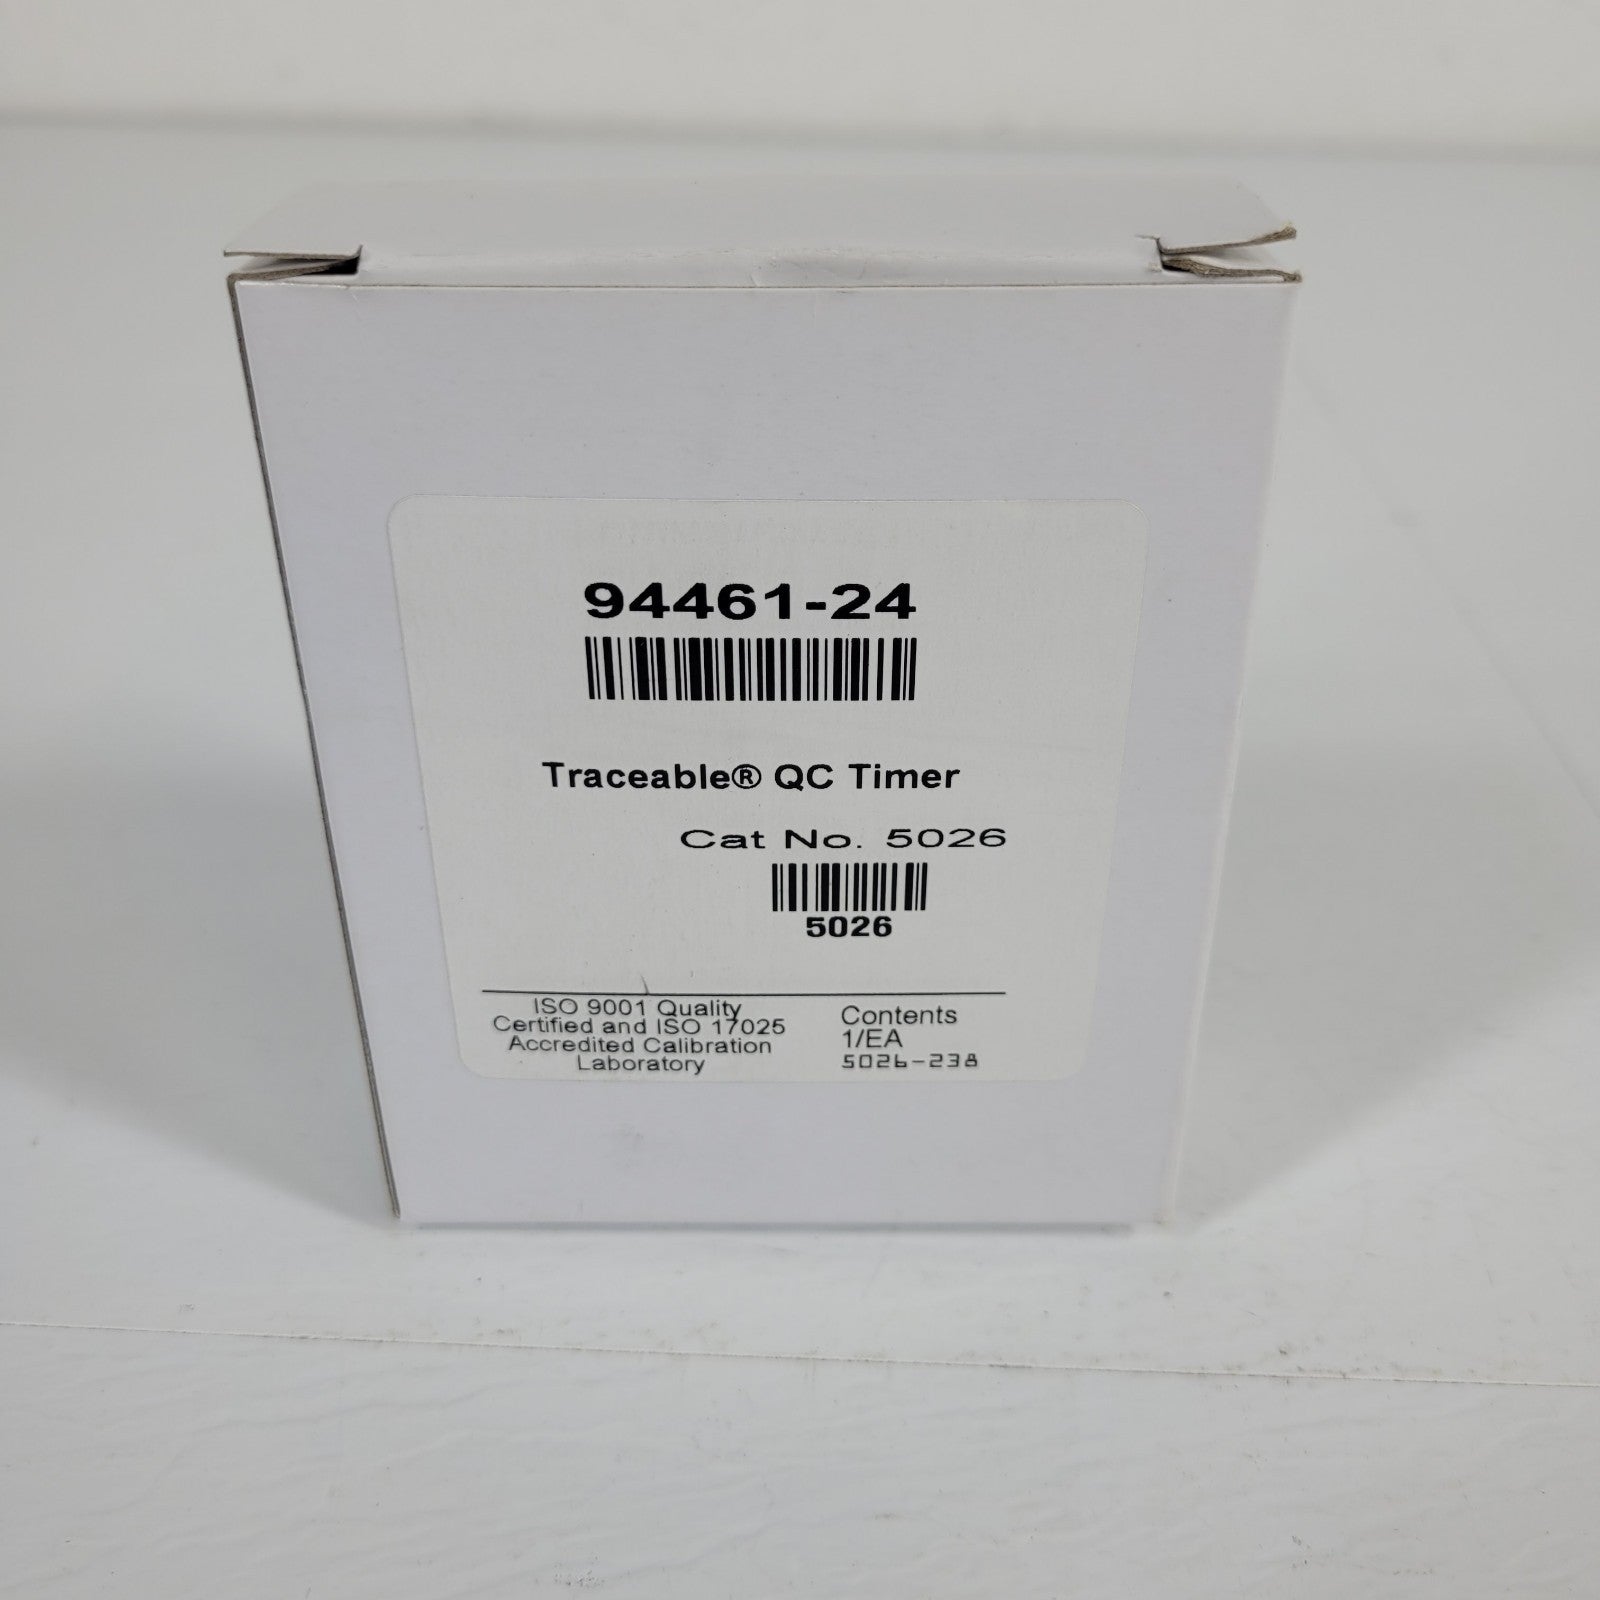 94461-24
Traceable® QC Timer
Cat No. 5026
5026
ISO 9001 Quality
Certified and ISO 17025
Accredited Calibration
Laboratory
Contents
1/EA
5026-238